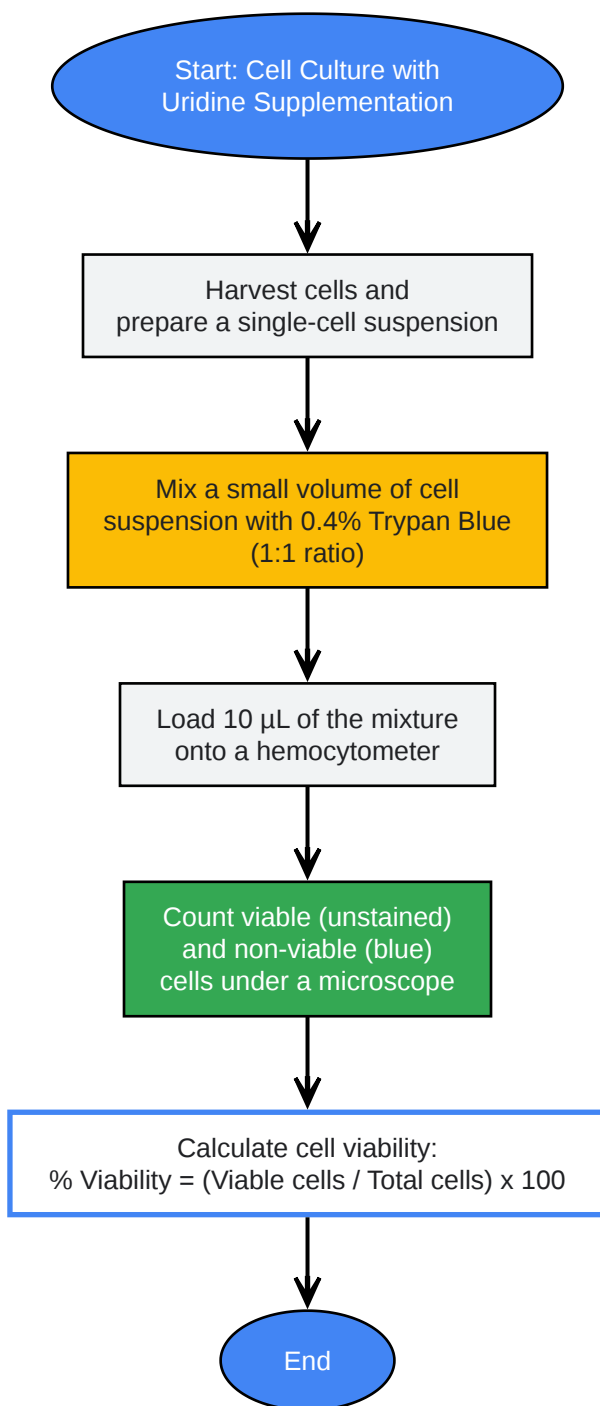 Start: Cell Culture with
Uridine Supplementation
Harvest cells and
prepare a single-cell suspension
Mix a small volume of cell
suspension with 0.4% Trypan Blue
(1:1 ratio)
Load 10 µL of the mixture
onto a hemocytometer
Count viable (unstained)
and non-viable (blue)
cells under a microscope
Calculate cell viability:
% Viability = (Viable cells / Total cells) x 100
End